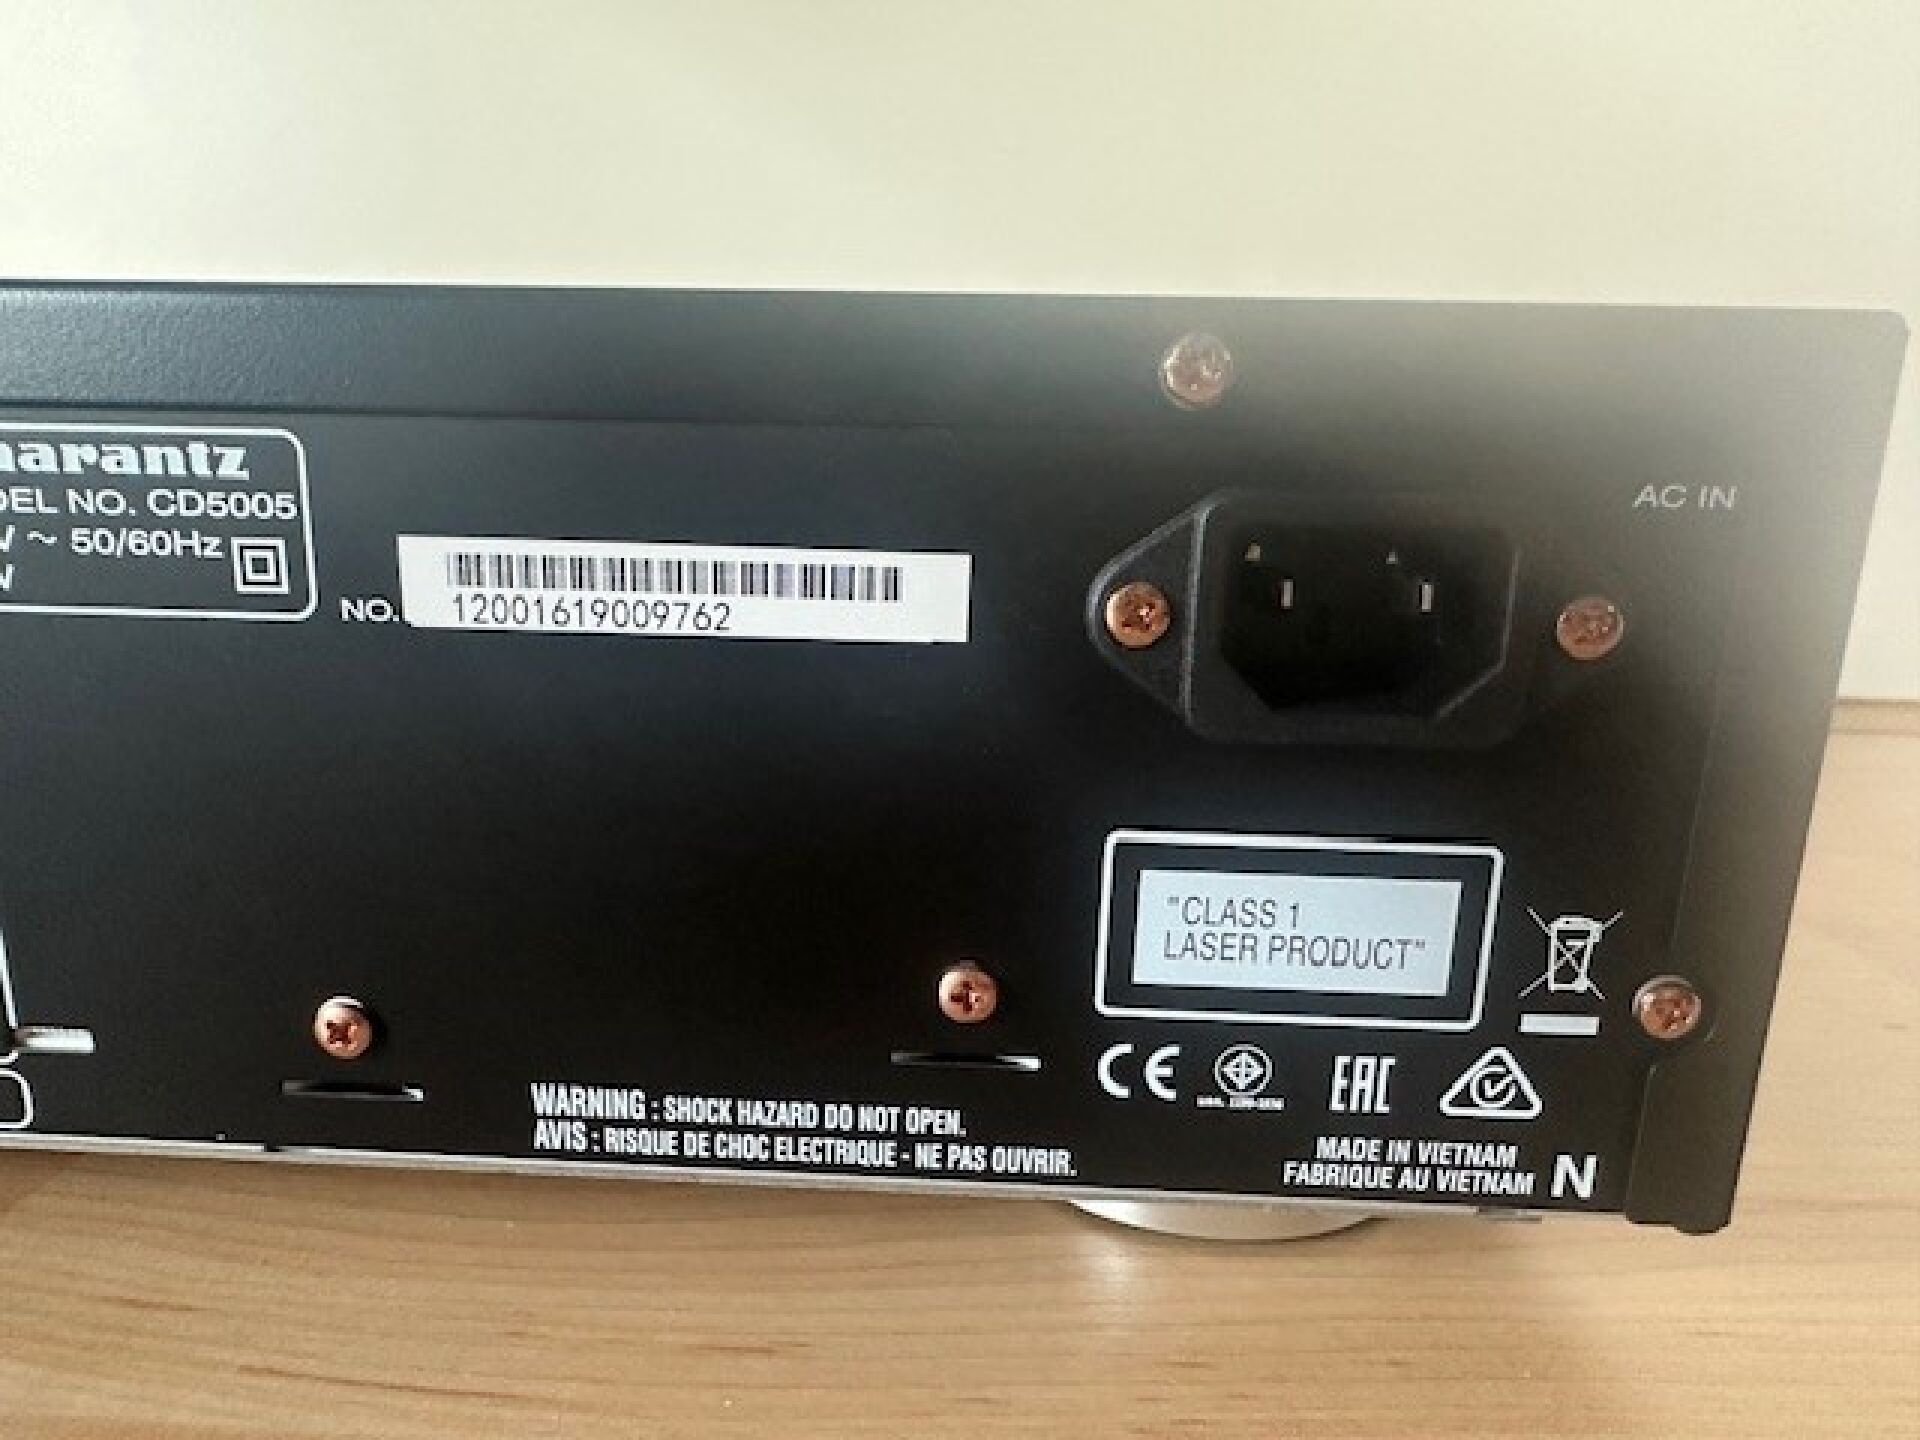 marantz
DEL NO. CD5005
V ~ 50/60Hz
W
NO.
12001619009762
AC IN
"CLASS 1
LASER PRODUCT"
CE
EAC
WARNING : SHOCK HAZARD DO NOT OPEN.
AVIS : RISQUE DE CHOC ELECTRIQUE - NE PAS OUVRIR.
MADE IN VIETNAM
FABRIQUE AU VIETNAM
N